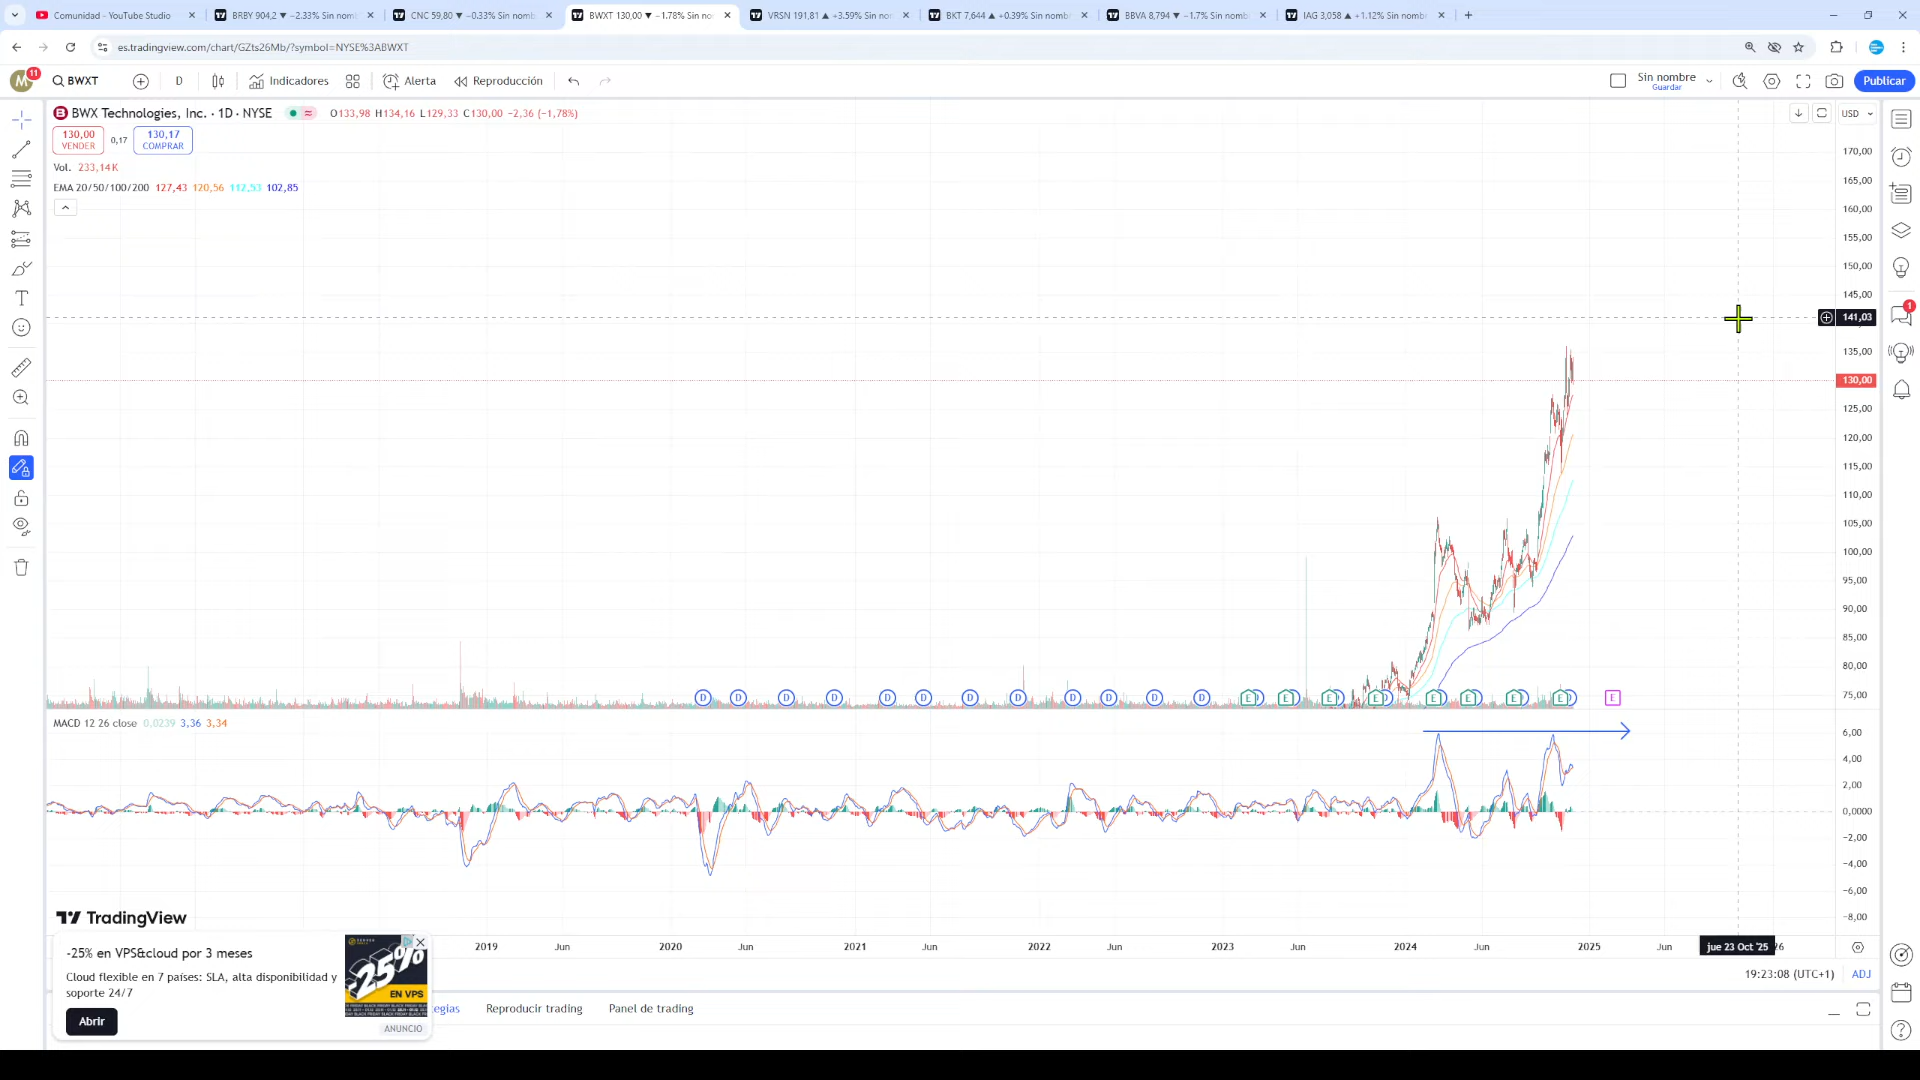 Comunidad - YouTube Studio
BRBY 904,2 ▼ −2.33% Sin nomb
CNC 59,80 ▼ −0.33% Sin nomb
BWXT 130,00 ▼ −1.78% Sin no
VRSN 191,81 ▲ +3.59% Sin nom
BKT 7,644 ▲ +0.39% Sin nomb
BBVA 8,794 ▼ −1.7% Sin nomb
IAG 3,058 ▲ +1.12% Sin nomb
es.tradingview.com/chart/GZts26Mb/?symbol=NYSE%3ABWXT
M
11
BWXT
D
Indicadores
Alerta
Reproducción
Sin nombre
Guardar
Publicar
BWX Technologies, Inc. · 1D · NYSE
O133,98 H134,16 L129,33 C130,00 −2,36 (−1,78%)
USD
130,00
VENDER
0,17
130,17
COMPRAR
Vol. 233,14K
EMA 20/50/100/200 127,43 120,56 112,53 102,85
170,00
165,00
160,00
155,00
150,00
145,00
141,03
135,00
130,00
125,00
120,00
115,00
110,00
105,00
100,00
95,00
90,00
85,00
80,00
75,00
1
D D D D D D D D D D D D E E E E E E E E E
MACD 12 26 close 0,0239 3,36 3,34
6,00
4,00
2,00
0,0000
−2,00
−4,00
−6,00
−8,00
TradingView
2019 Jun 2020 Jun 2021 Jun 2022 Jun 2023 Jun 2024 Jun 2025 Jun jue 23 Oct '25
19:23:08 (UTC+1) ADJ
-25% en VPS&cloud por 3 meses
Cloud flexible en 7 países: SLA, alta disponibilidad y
soporte 24/7
Abrir
25%
EN VPS
ANUNCIO
Reproducir trading
Panel de trading